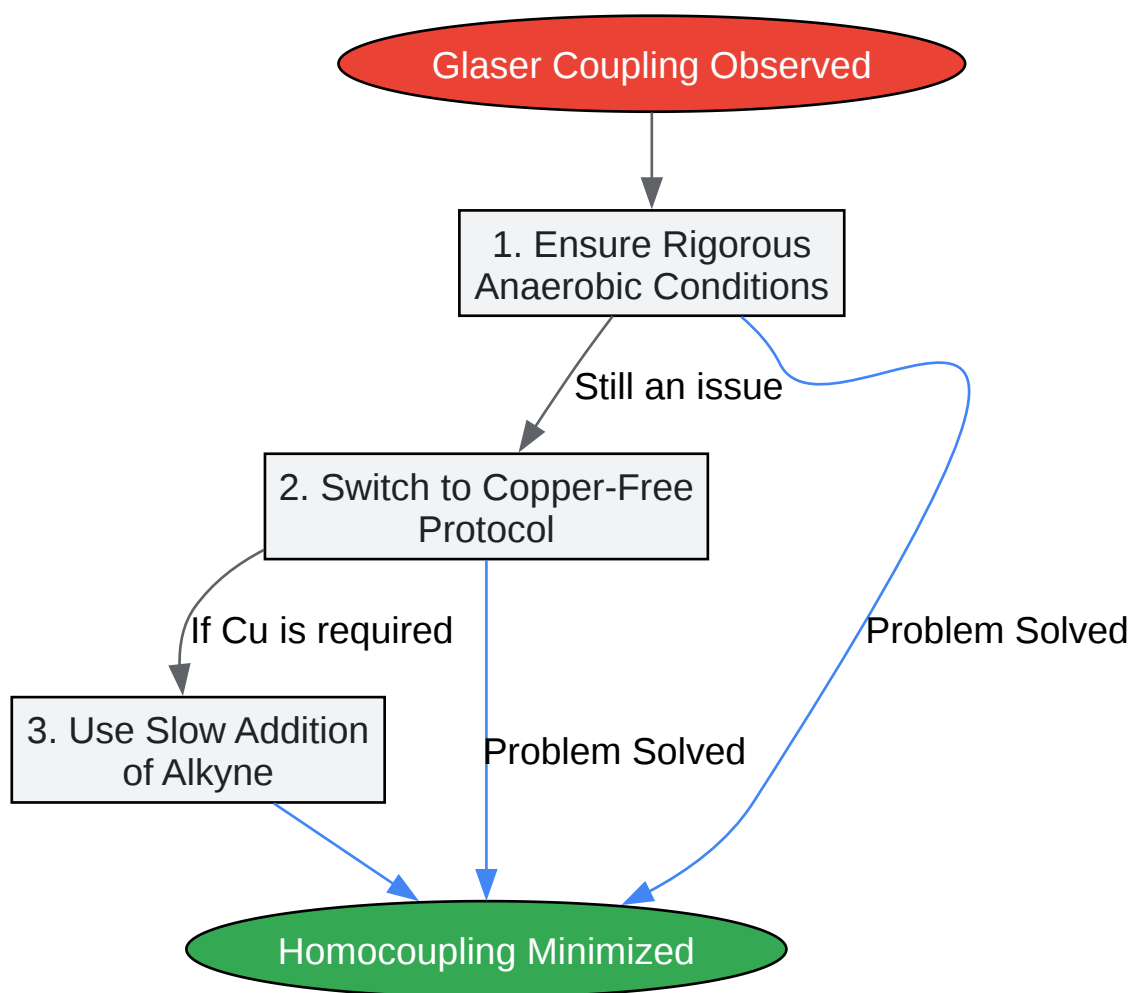 Glaser Coupling Observed
1. Ensure Rigorous
Anaerobic Conditions
Still an issue
2. Switch to Copper-Free
Protocol
If Cu is required
Problem Solved
3. Use Slow Addition
of Alkyne
Problem Solved
Homocoupling Minimized